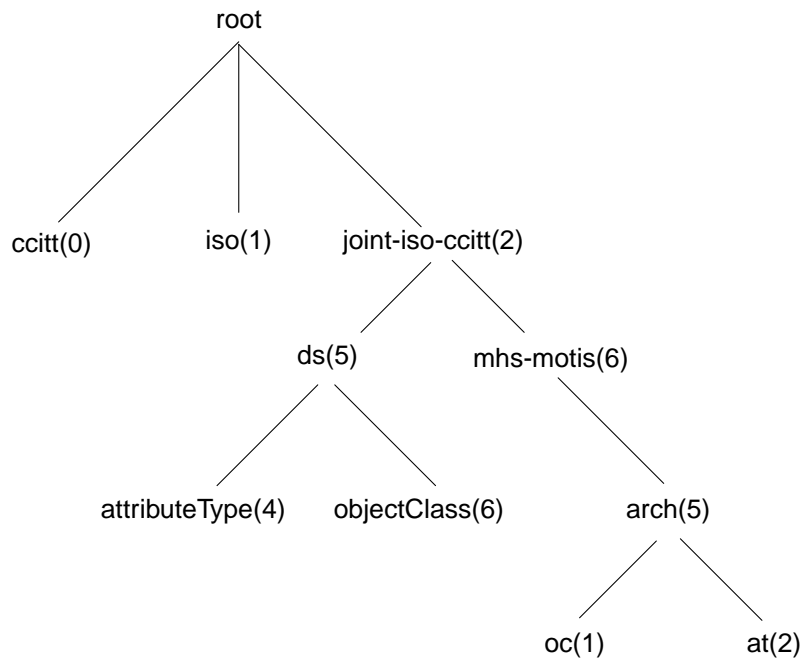 root
ccitt(0)
iso(1)
joint-iso-ccitt(2)
ds(5)
mhs-motis(6)
attributeType(4)
objectClass(6)
arch(5)
oc(1)
at(2)